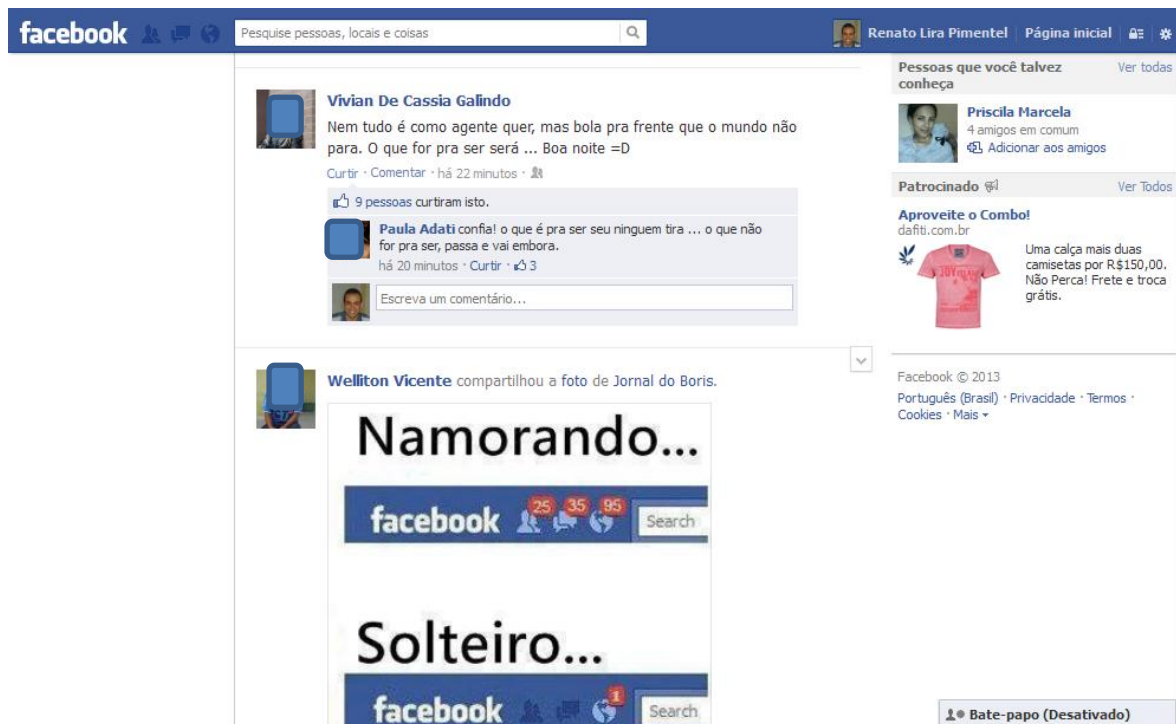 facebook
Pesquise pessoas, locais e coisas
Renato Lira Pimentel
Página inicial
Vivian De Cassia Galindo
Nem tudo é como agente quer, mas bola pra frente que o mundo não
para. O que for pra ser será ... Boa noite =D
Curtir · Comentar · há 22 minutos ·
9 pessoas curtiram isto.
Paula Adati confia! o que é pra ser seu ninguem tira ... o que não
for pra ser, passa e vai embora.
há 20 minutos · Curtir · 3
Escreva um comentário...
Welliton Vicente compartilhou a foto de Jornal do Boris.
Namorando...
facebook 25 35 95 Search
Solteiro...
facebook 1 Search
Pessoas que você talvez
conheça
Ver todas
Priscila Marcela
4 amigos em comum
Adicionar aos amigos
Patrocinado
Ver Todos
Aproveite o Combo!
dafiti.com.br
Uma calça mais duas
camisetas por R$150,00.
Não Perca! Frete e troca
grátis.
Facebook © 2013
Português (Brasil) · Privacidade · Termos ·
Cookies · Mais
Bate-papo (Desativado)